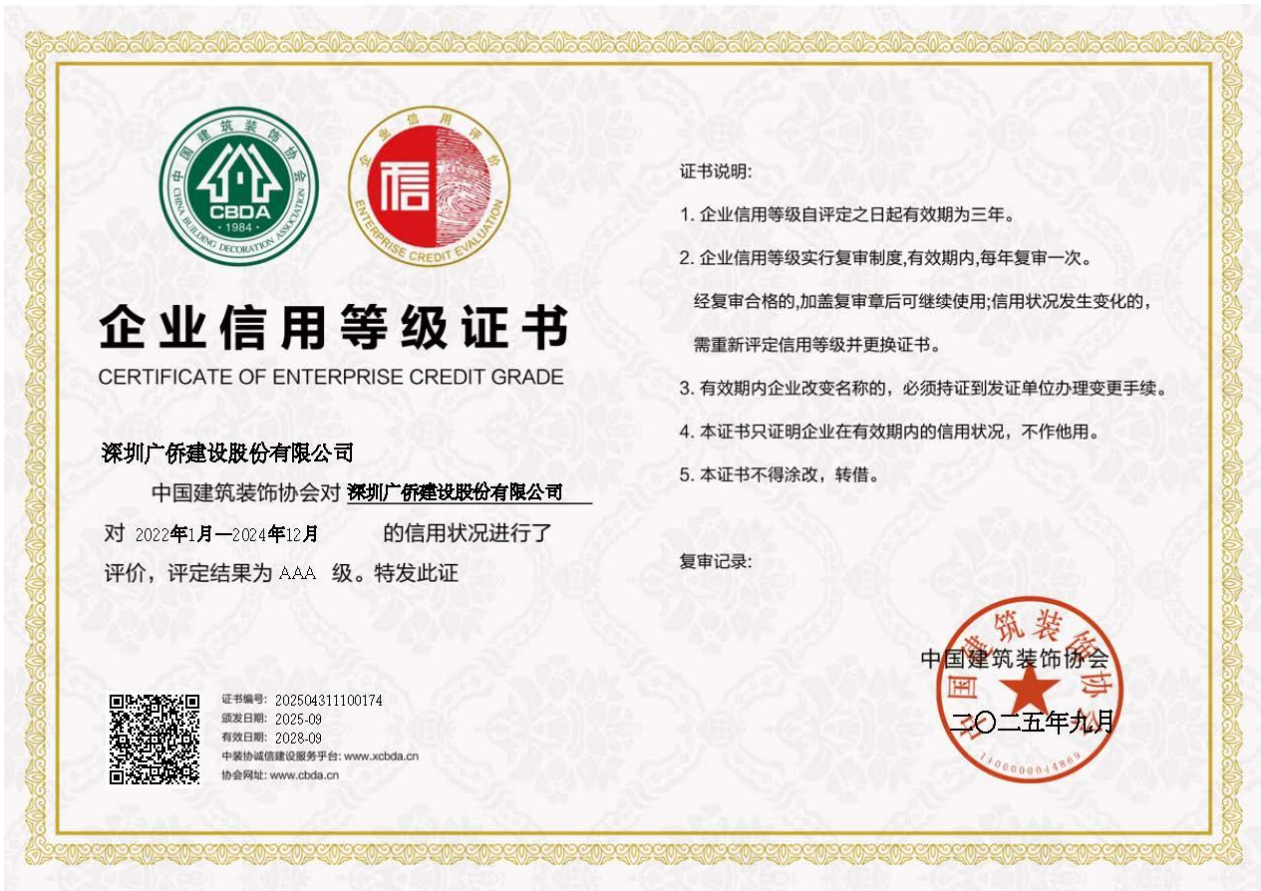 中国建筑装饰协会
CBDA
·1984·
CHINA BUILDING DECORATION ASSOCIATION
企业信用评价
信
ENTERPRISE CREDIT EVALUATION
企业信用等级证书
CERTIFICATE OF ENTERPRISE CREDIT GRADE
深圳广侨建设股份有限公司
中国建筑装饰协会对 深圳广侨建设股份有限公司
对 2022年1月—2024年12月 的信用状况进行了
评价，评定结果为 AAA 级。特发此证
证书编号: 202504311100174
颁发日期: 2025-09
有效日期: 2028-09
中装协诚信建设服务平台: www.xcbda.cn
协会网址: www.cbda.cn
证书说明:
1. 企业信用等级自评定之日起有效期为三年。
2. 企业信用等级实行复审制度,有效期内,每年复审一次。
经复审合格的,加盖复审章后可继续使用;信用状况发生变化的，
需重新评定信用等级并更换证书。
3. 有效期内企业改变名称的，必须持证到发证单位办理变更手续。
4. 本证书只证明企业在有效期内的信用状况，不作他用。
5. 本证书不得涂改，转借。
复审记录:
中国建筑装饰协会
中国建筑装饰协会
二〇二五年九月
1100000044869